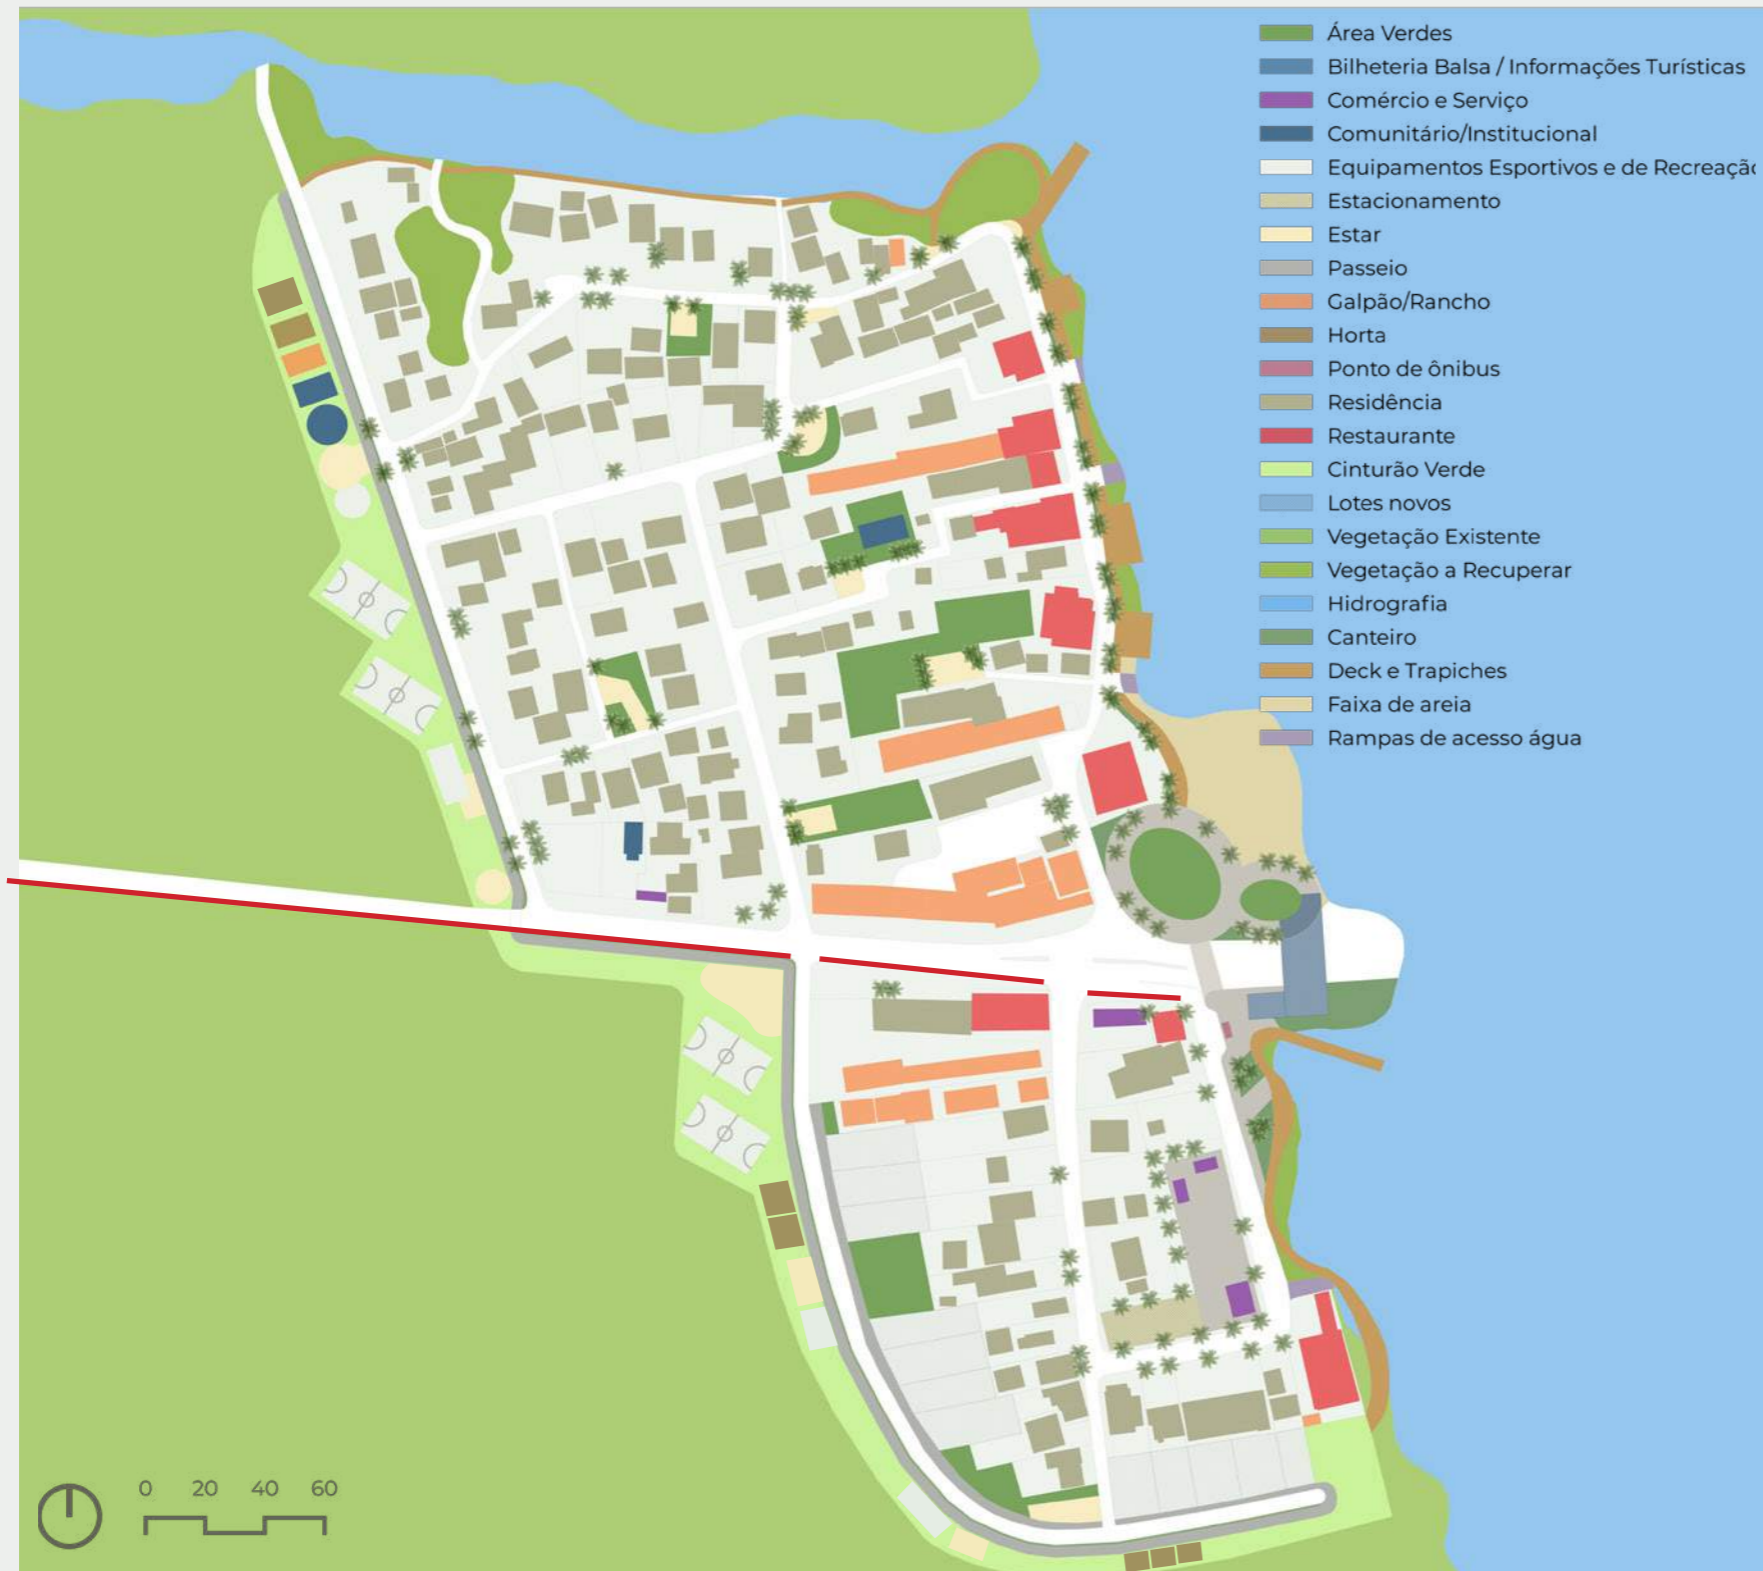 Área Verdes
Bilheteria Balsa / Informações Turísticas
Comércio e Serviço
Comunitário/Institucional
Equipamentos Esportivos e de Recreaçã
Estacionamento
Estar
Passeio
Galpão/Rancho
Horta
Ponto de ônibus
Residência
Restaurante
Cinturão Verde
Lotes novos
Vegetação Existente
Vegetação a Recuperar
Hidrografia
Canteiro
Deck e Trapiches
Faixa de areia
Rampas de acesso água
0 20 40 60